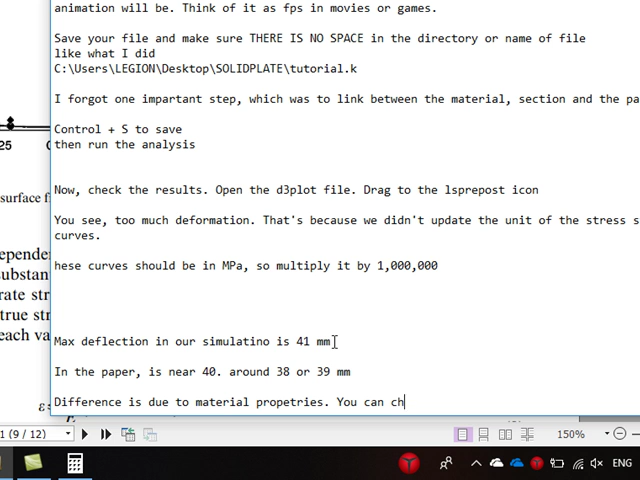 animation will be. Think of it as fps in movies or games.
Save your file and make sure THERE IS NO SPACE in the directory or name of file
like what I did
C:\Users\LEGION\Desktop\SOLIDPLATE\tutorial.k
I forgot one impartant step, which was to link between the material, section and the pa
Control + S to save
then run the analysis
Now, check the results. Open the d3plot file. Drag to the lsprepost icon
You see, too much deformation. That's because we didn't update the unit of the stress s
curves.
hese curves should be in MPa, so multiply it by 1,000,000
Max deflection in our simulatino is 41 mm
In the paper, is near 40. around 38 or 39 mm
Difference is due to material propetries. You can ch
25
surface f
epende
substan
rate str
true str
each va
ε=
1 (9 / 12)
150%
ENG